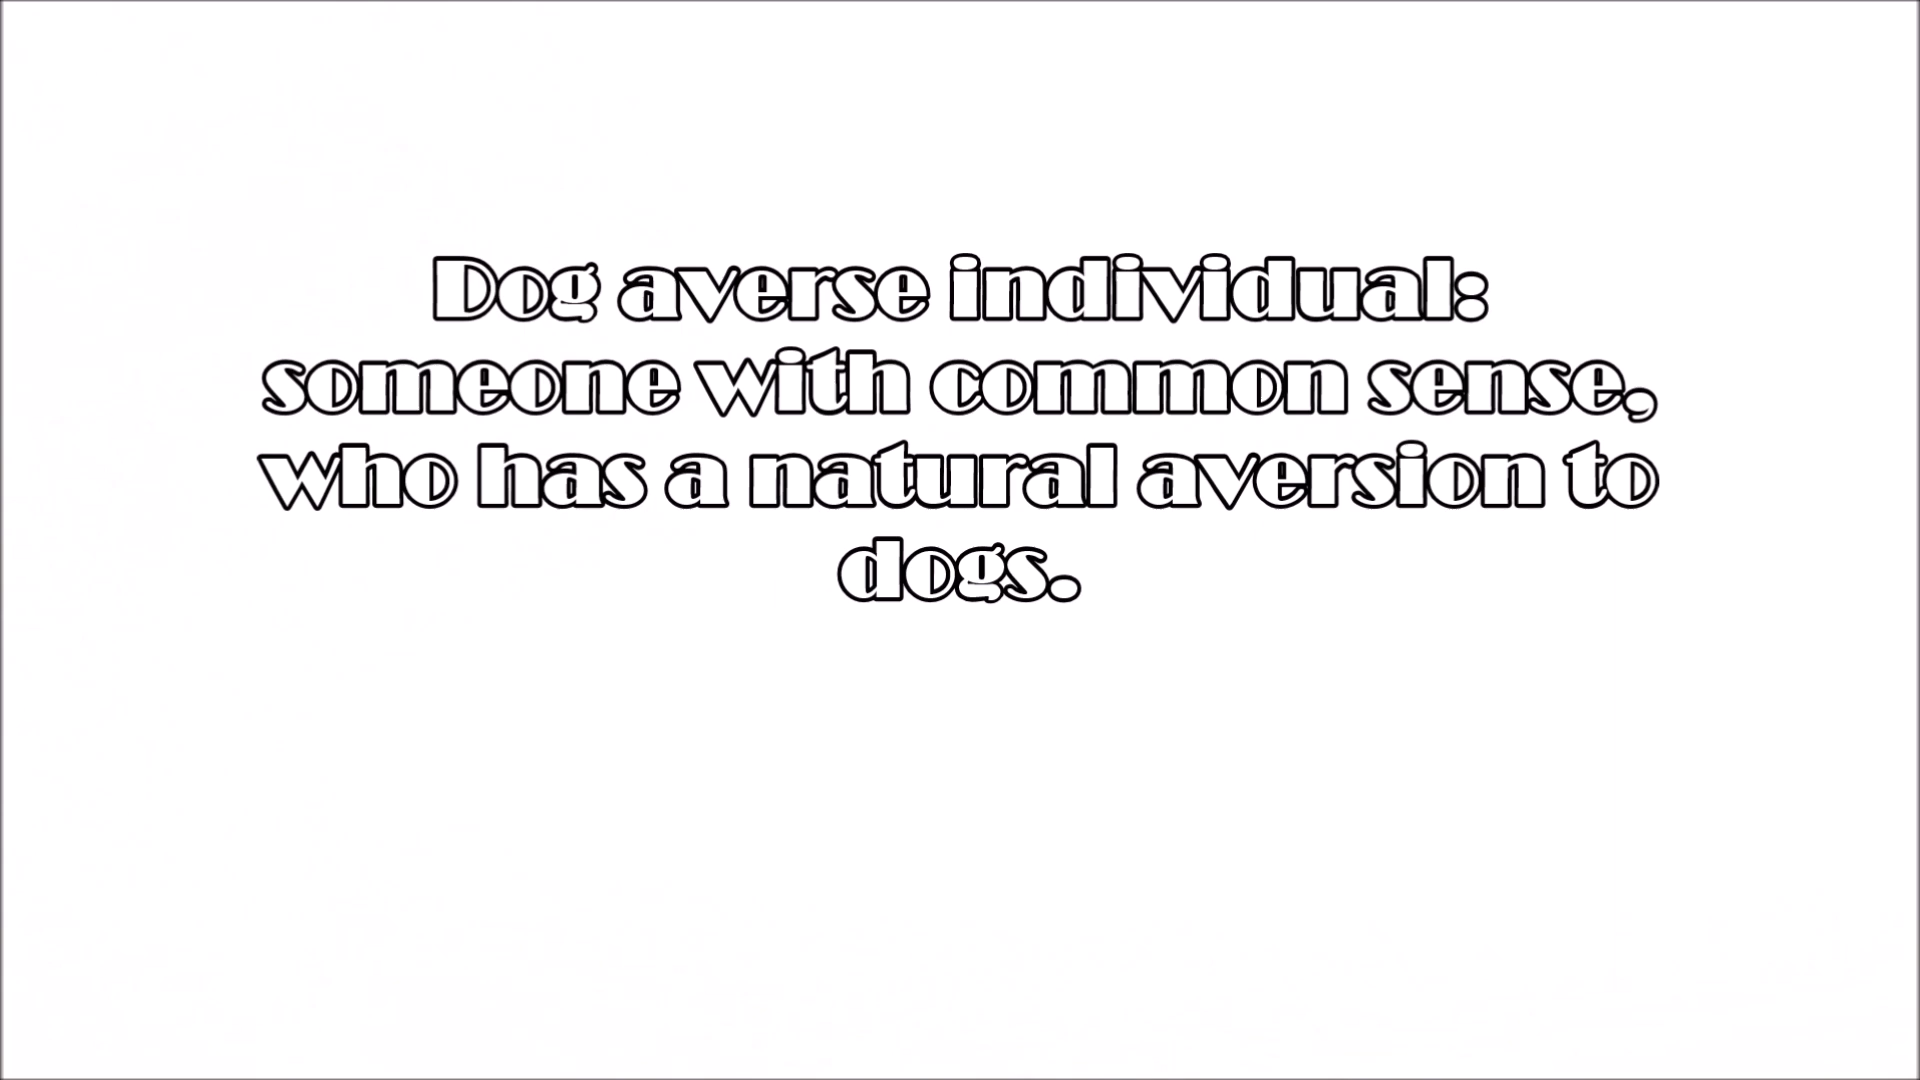 Dog averse individual:
someone with common sense,
who has a natural aversion to
dogs.